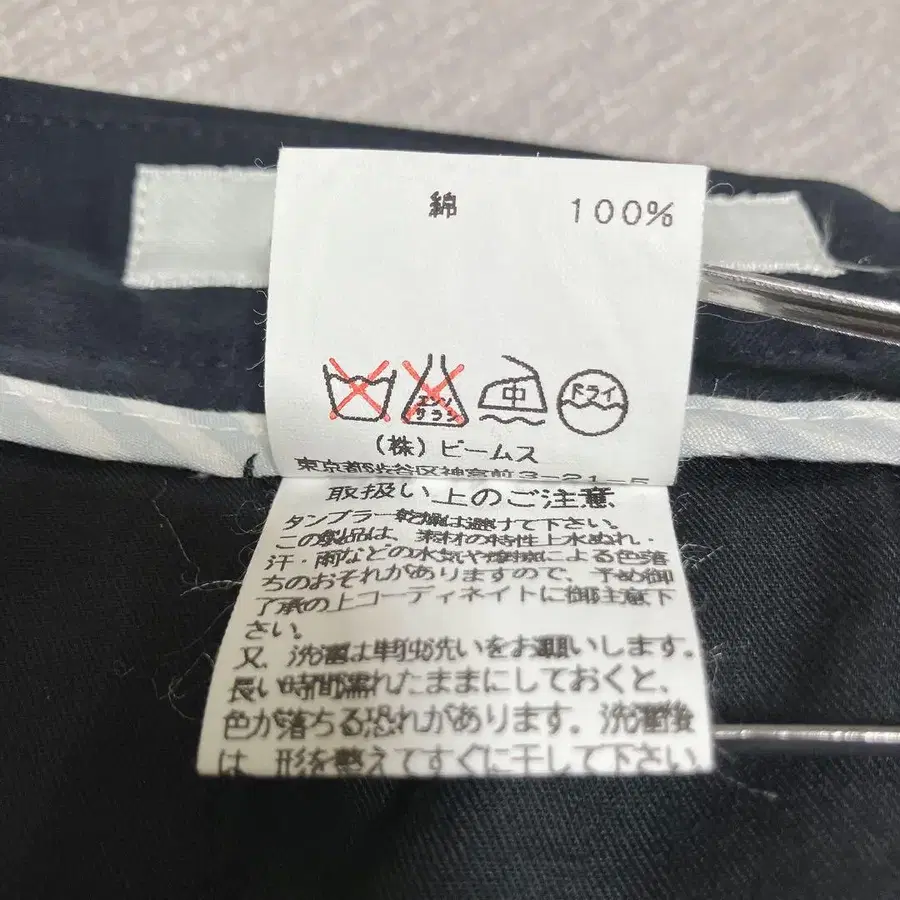 綿 100%
エンソ
サラシ
中
ドライ
(株)ビームス
東京都渋谷区神宮前3-21-5
取扱い上のご注意
タンブラー乾燥は避けて下さい。
この製品は、素材の特性上水ぬれ・
汗・雨などの水気や摩擦による色落
ちのおそれがありますので、予め御
了承の上コーディネイトに御注意下
さい。
又、洗濯は単独洗いをお願いします。
長い時間濡れたままにしておくと、
色が落ちる恐れがあります。洗濯後
は、形を整えてすぐに干して下さい。